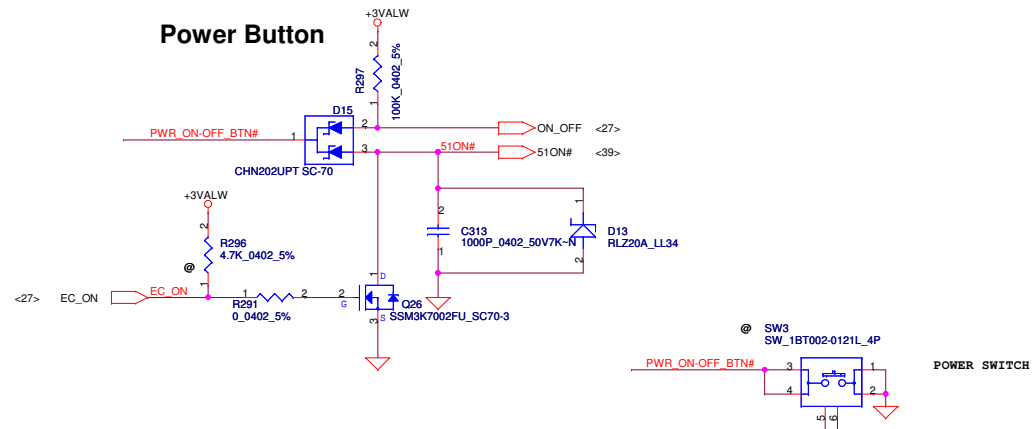 +3VALW
Power Button
2
R297
100K_0402_5%
1
D15
PWR_ON-OFF_BTN#
1
2
ON_OFF <27>
3
51ON#
51ON# <39>
CHN202UPT SC-70
+3VALW
2
R296
4.7K_0402_5%
@
1
2
C313
1000P_0402_50V7K~N
1
1
D13
RLZ20A_LL34
2
<27> EC_ON
EC_ON
1
2
R291
0_0402_5%
1
D
2
G
Q26
S
SSM3K7002FU_SC70-3
3
@ SW3
SW_1BT002-0121L_4P
PWR_ON-OFF_BTN#
3
1
POWER SWITCH
4
2
5
6